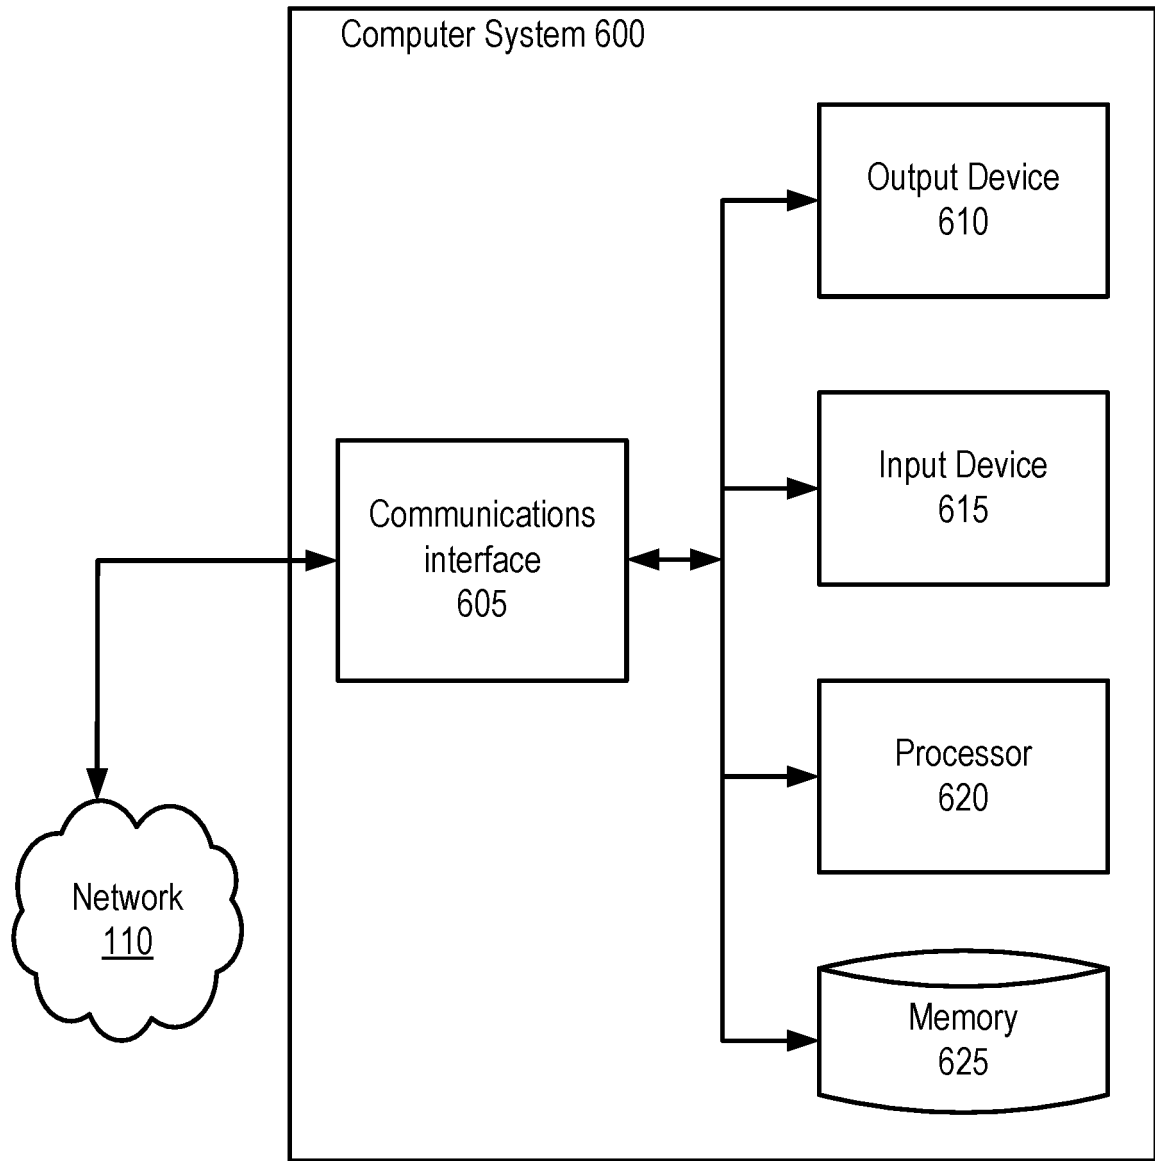 Computer System 600
Output Device
610
Input Device
615
Communications
interface
605
Processor
620
Network
110
Memory
625